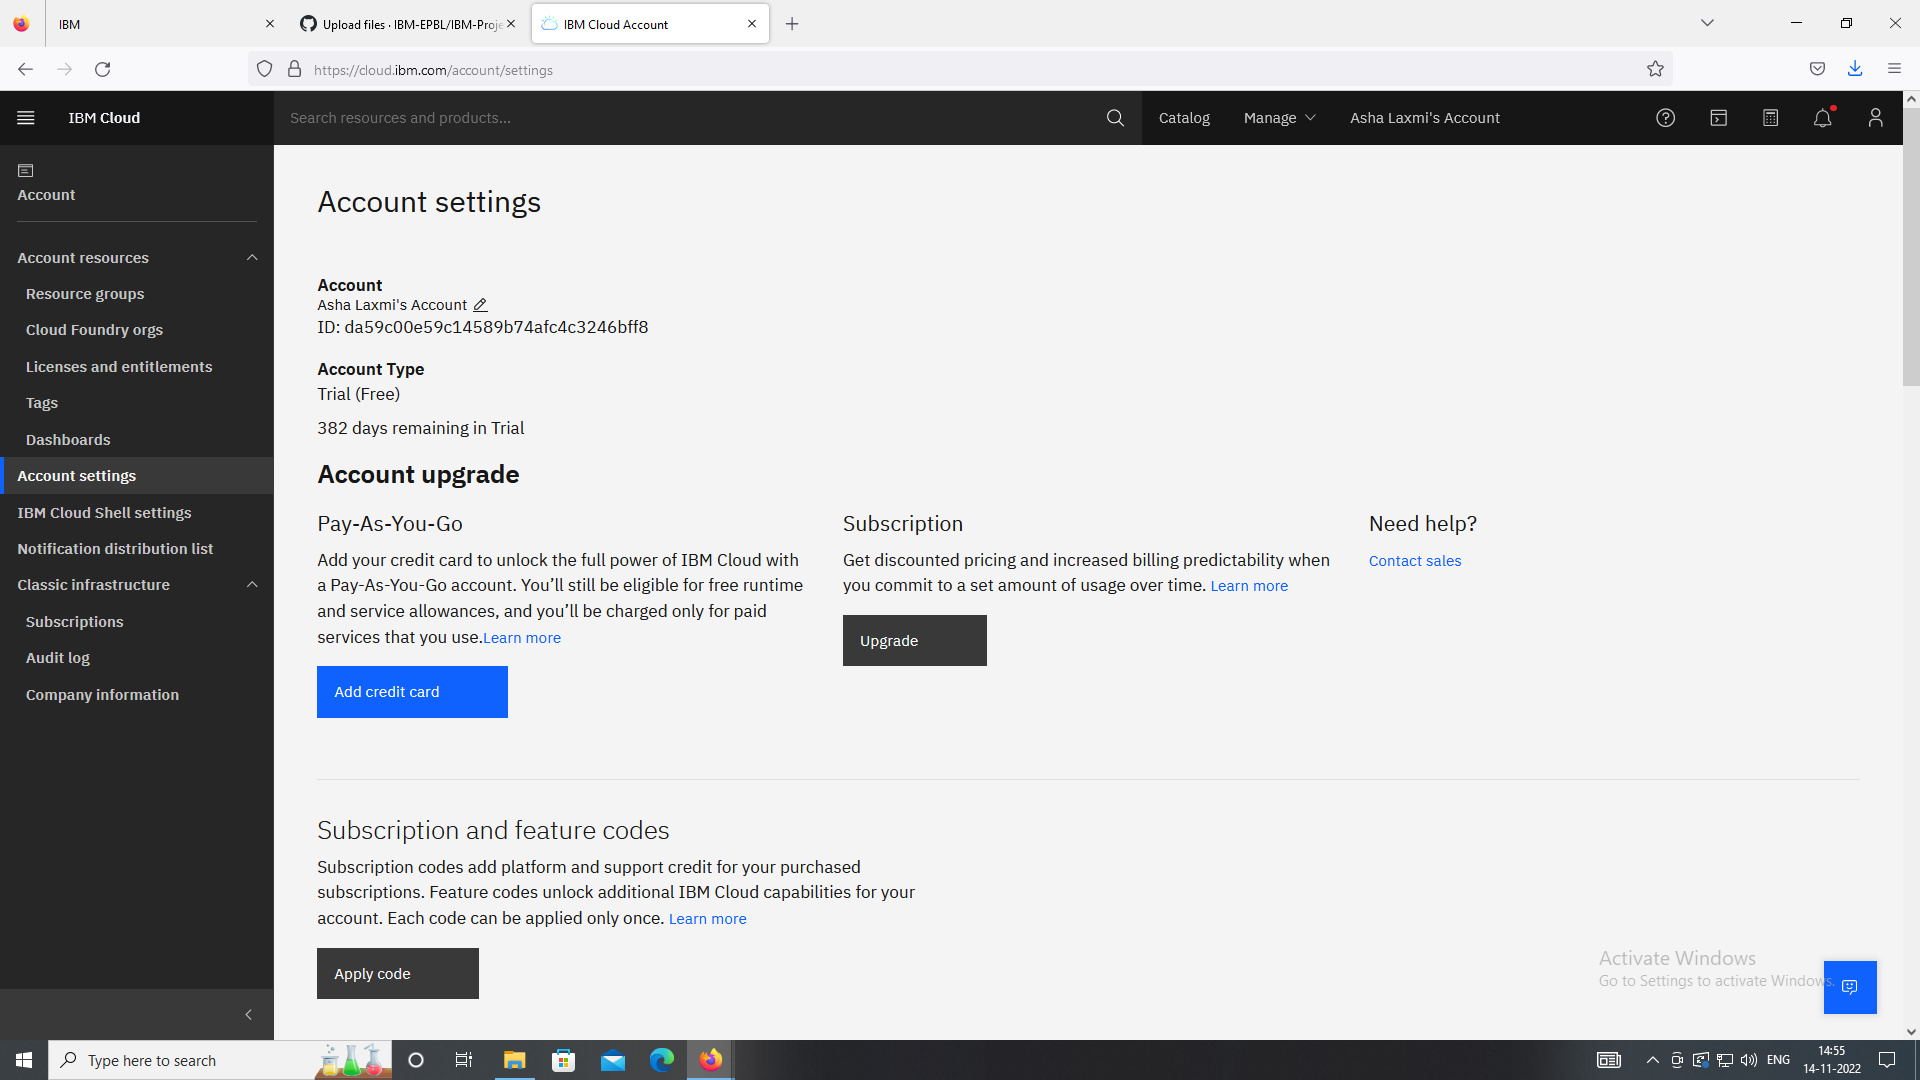 IBM
Upload files · IBM-EPBL/IBM-Proje
IBM Cloud Account
https://cloud.ibm.com/account/settings
IBM Cloud
Search resources and products...
Catalog
Manage
Asha Laxmi's Account
Account
Account resources
Resource groups
Cloud Foundry orgs
Licenses and entitlements
Tags
Dashboards
Account settings
IBM Cloud Shell settings
Notification distribution list
Classic infrastructure
Subscriptions
Audit log
Company information
Account settings
Account
Asha Laxmi's Account
ID: da59c00e59c14589b74afc4c3246bff8
Account Type
Trial (Free)
382 days remaining in Trial
Account upgrade
Pay-As-You-Go
Add your credit card to unlock the full power of IBM Cloud with
a Pay-As-You-Go account. You’ll still be eligible for free runtime
and service allowances, and you’ll be charged only for paid
services that you use.Learn more
Add credit card
Subscription
Get discounted pricing and increased billing predictability when
you commit to a set amount of usage over time. Learn more
Upgrade
Need help?
Contact sales
Subscription and feature codes
Subscription codes add platform and support credit for your purchased
subscriptions. Feature codes unlock additional IBM Cloud capabilities for your
account. Each code can be applied only once. Learn more
Apply code
Activate Windows
Go to Settings to activate Windows.
Type here to search
ENG
14:55
14-11-2022